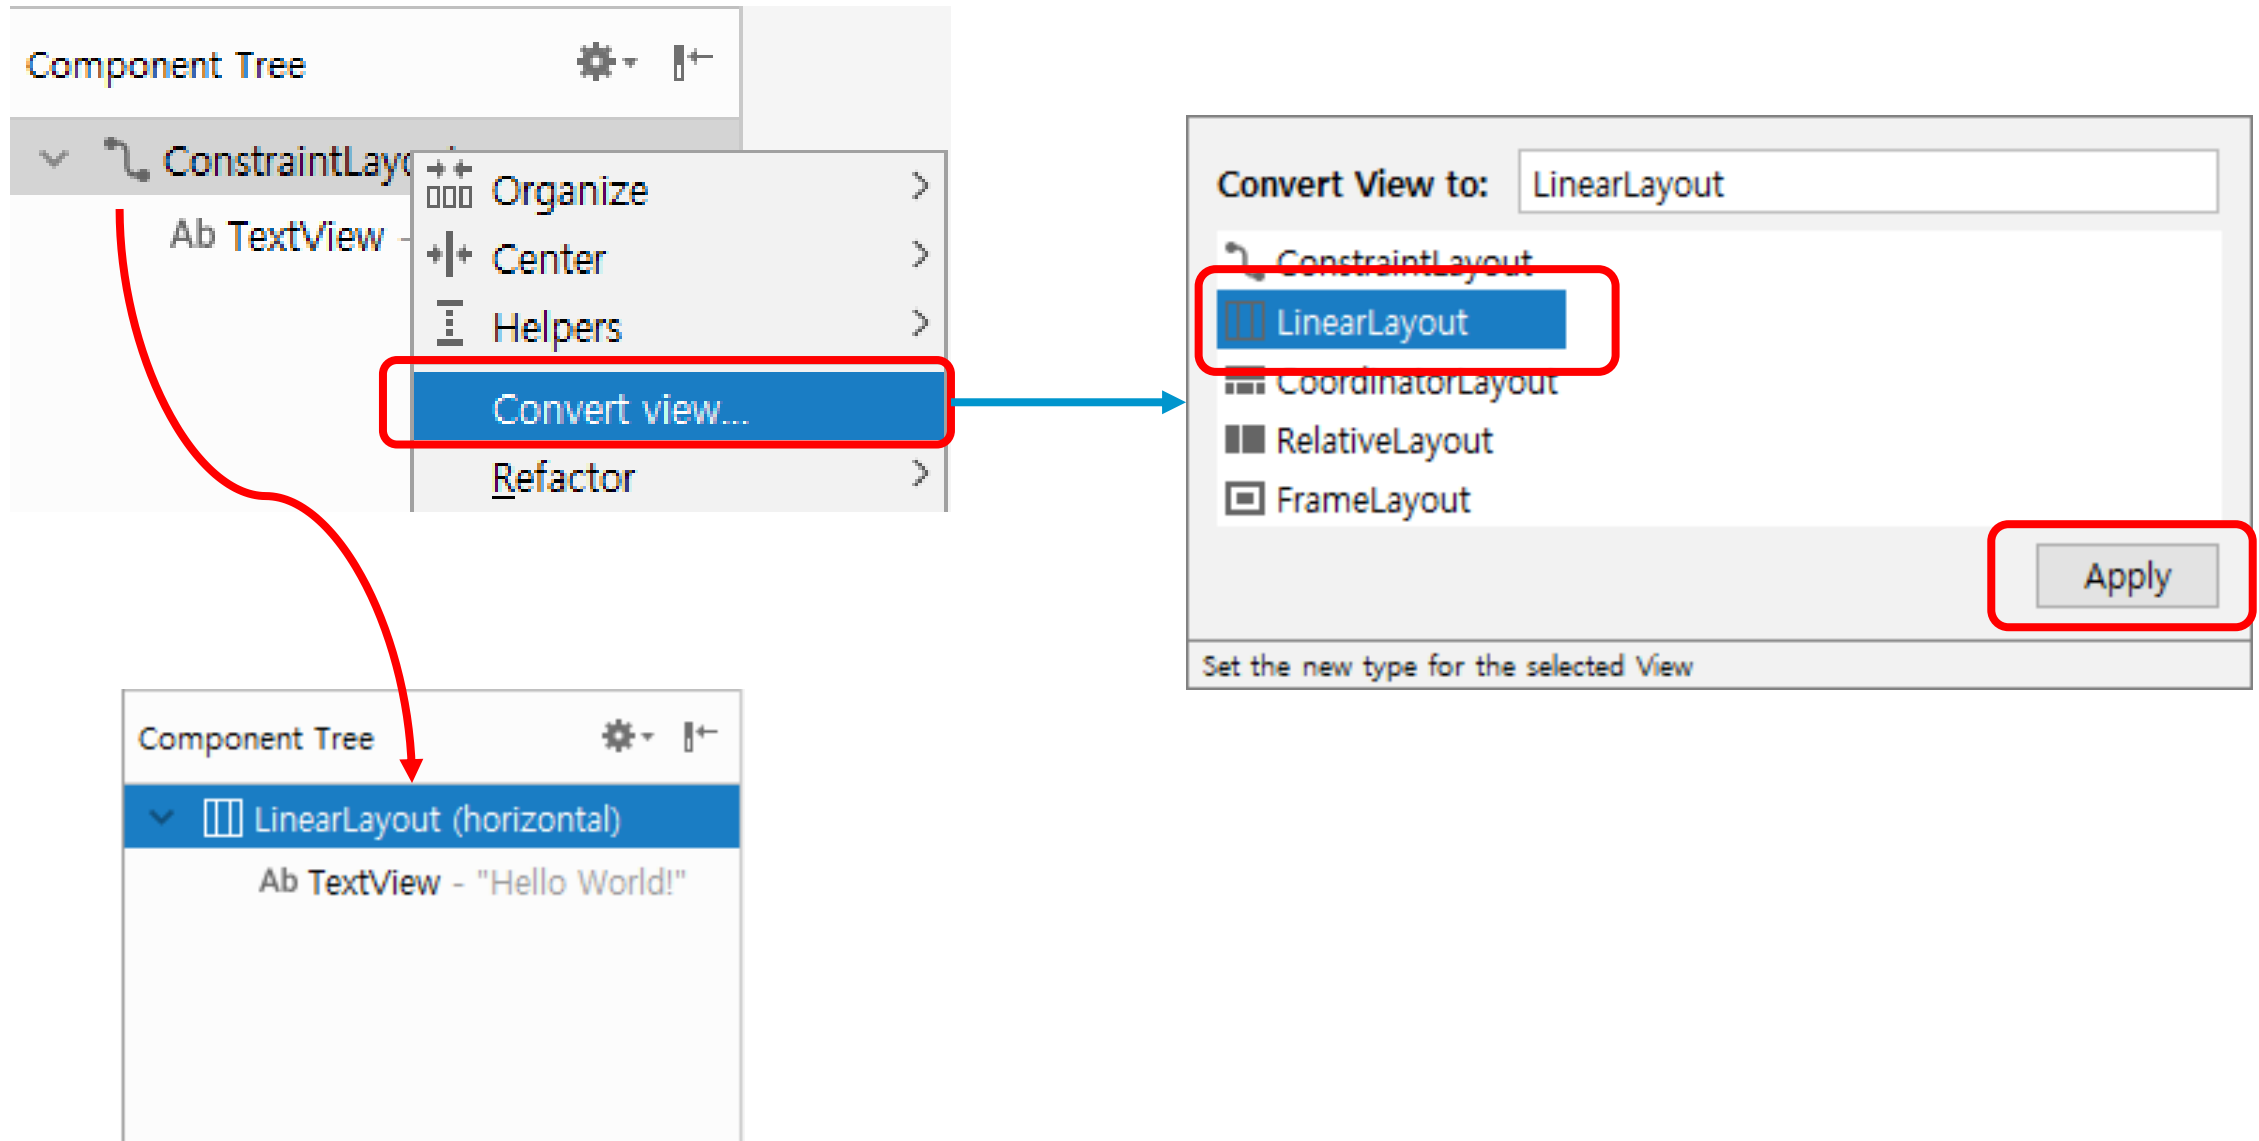 Component Tree
ConstraintLayout
Ab TextView -
Organize
Center
Helpers
Convert view...
Refactor
Convert View to: LinearLayout
ConstraintLayout
LinearLayout
CoordinatorLayout
RelativeLayout
FrameLayout
Apply
Set the new type for the selected View
Component Tree
LinearLayout (horizontal)
Ab TextView - "Hello World!"